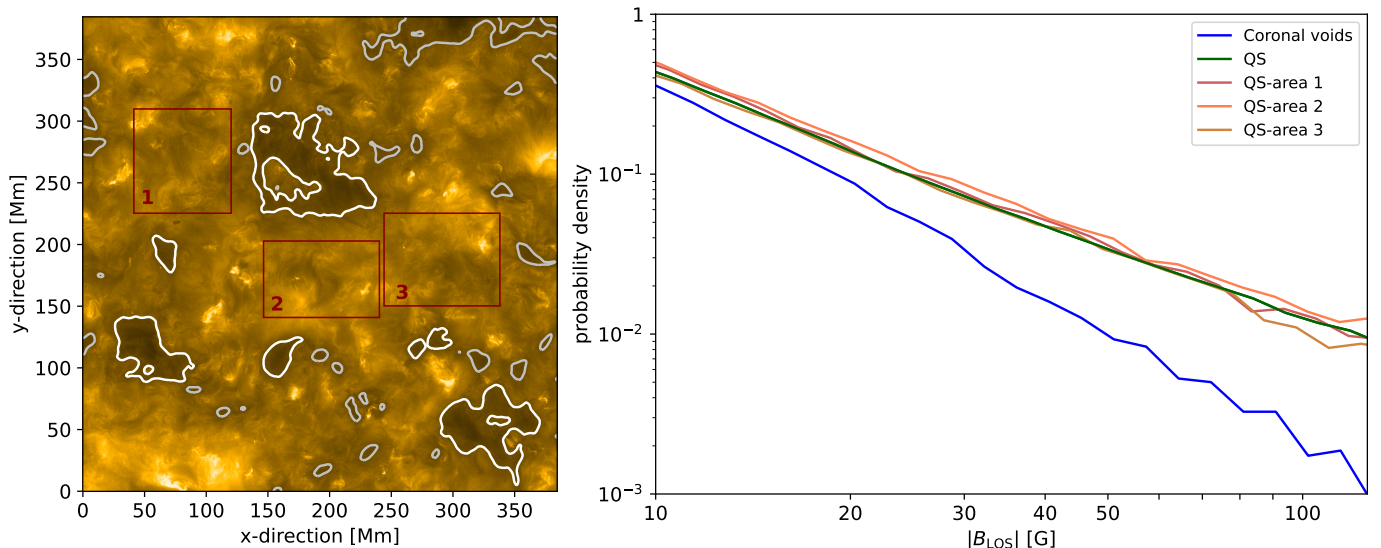 350
300
250
200
150
100
50
0
y-direction [Mm]
1
2
3
0 50 100 150 200 250 300 350
x-direction [Mm]
1
10⁻¹
10⁻²
10⁻³
probability density
Coronal voids
QS
QS-area 1
QS-area 2
QS-area 3
10 20 30 40 50 100
|B_LOS| [G]